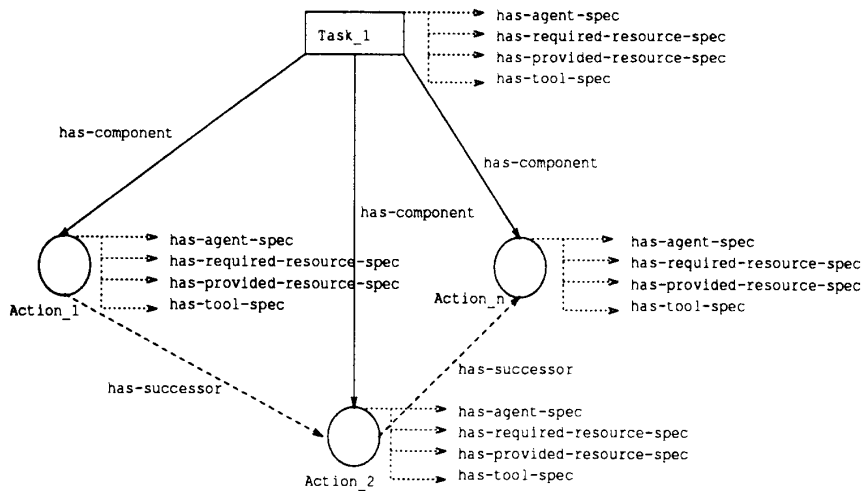 has-agent-spec
Task_1
has-required-resource-spec
has-provided-resource-spec
has-tool-spec
has-component
has-component
has-component
has-agent-spec
has-required-resource-spec
has-provided-resource-spec
has-tool-spec
Action_1
has-agent-spec
has-required-resource-spec
has-provided-resource-spec
has-tool-spec
Action_n
has-successor
has-successor
has-agent-spec
has-required-resource-spec
has-provided-resource-spec
has-tool-spec
Action_2